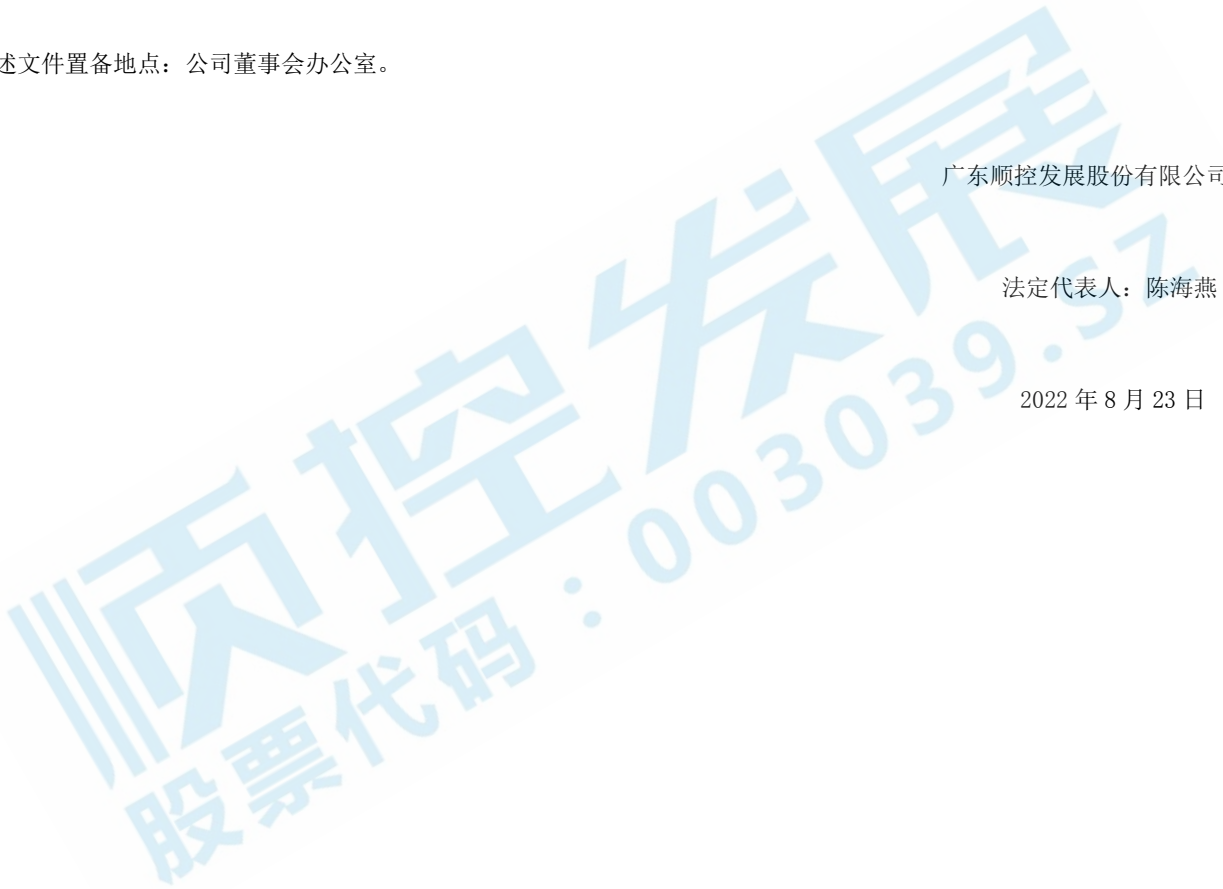 述文件置备地点：公司董事会办公室。
广东顺控发展股份有限公司
法定代表人：陈海燕
2022 年 8 月 23 日
顺控发展
股票代码：003039.SZ